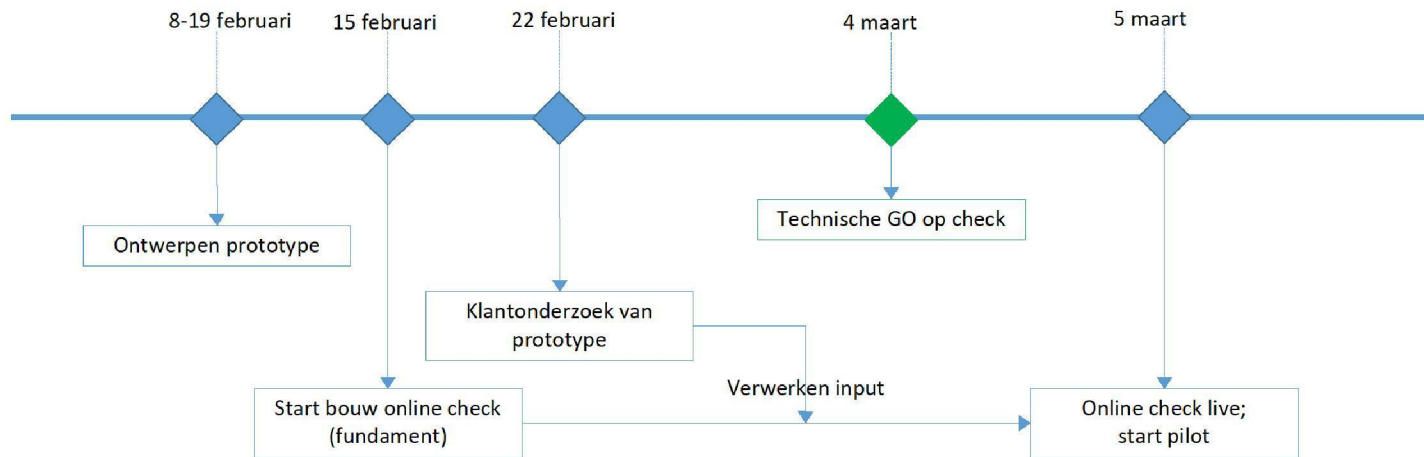 8-19 februari
15 februari
22 februari
4 maart
5 maart
Ontwerpen prototype
Technische GO op check
Klantonderzoek van
prototype
Verwerken input
Start bouw online check
(fundament)
Online check live;
start pilot